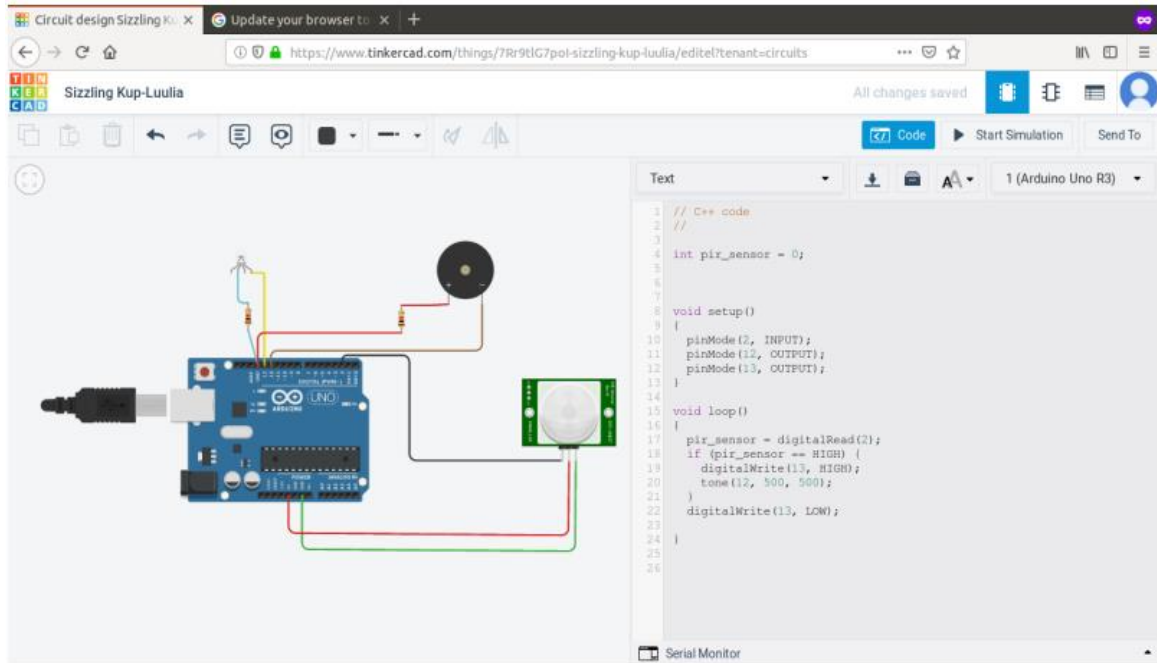 Circuit design Sizzling Ku
Update your browser to
https://www.tinkercad.com/things/7Rr9tlG7poI-sizzling-kup-luulia/editel?tenant=circuits
TIN
KER
CAD
Sizzling Kup-Luulia
All changes saved
Code
Start Simulation
Send To
Text
1 (Arduino Uno R3)
1 // C++ code
2 //
3
4 int pir_sensor = 0;
5
6
7
8 void setup()
9 {
10 pinMode(2, INPUT);
11 pinMode(12, OUTPUT);
12 pinMode(13, OUTPUT);
13 }
14
15 void loop()
16 {
17 pir_sensor = digitalRead(2);
18 if (pir_sensor == HIGH) {
19 digitalWrite(13, HIGH);
20 tone(12, 500, 500);
21 }
22 digitalWrite(13, LOW);
23
24 }
25
26
ARDUINO
UNO
POWER
Serial Monitor